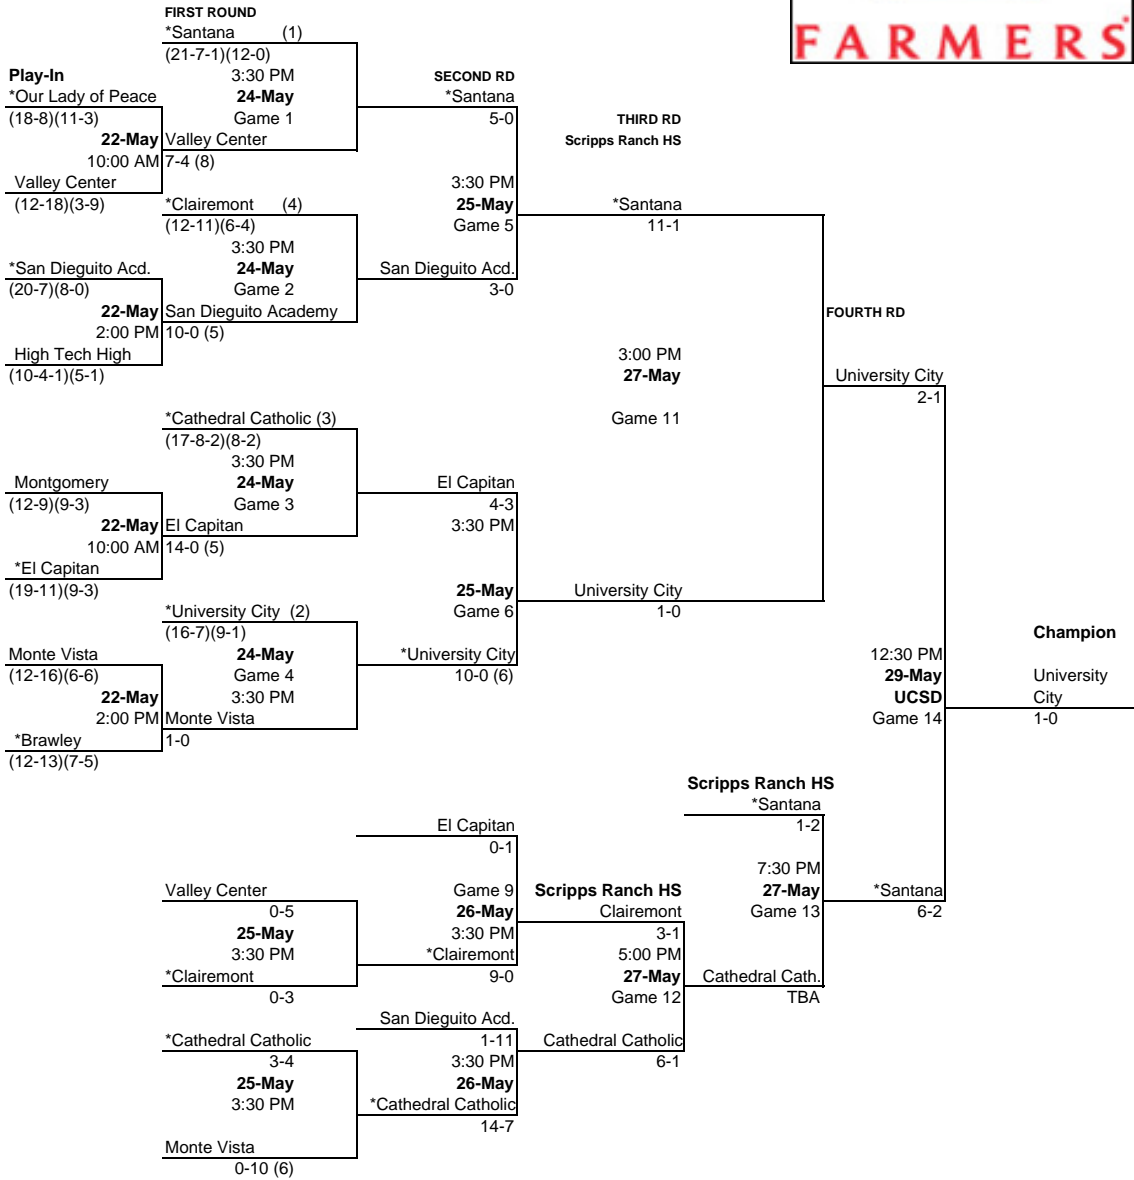 FIRST ROUND
*Santana (1)
(21-7-1)(12-0)
FARMERS
Play-In
3:30 PM
SECOND RD
*Our Lady of Peace
24-May
*Santana
(18-8)(11-3)
Game 1
5-0
THIRD RD
22-May
Valley Center
Scripps Ranch HS
10:00 AM
7-4 (8)
Valley Center
3:30 PM
(12-18)(3-9)
*Clairemont (4)
25-May
*Santana
(12-11)(6-4)
Game 5
11-1
3:30 PM
*San Dieguito Acd.
24-May
San Dieguito Acd.
(20-7)(8-0)
Game 2
3-0
22-May
San Dieguito Academy
FOURTH RD
2:00 PM
10-0 (5)
High Tech High
3:00 PM
(10-4-1)(5-1)
27-May
University City
2-1
*Cathedral Catholic (3)
Game 11
(17-8-2)(8-2)
3:30 PM
Montgomery
24-May
El Capitan
(12-9)(9-3)
Game 3
4-3
22-May
El Capitan
3:30 PM
10:00 AM
14-0 (5)
*El Capitan
(19-11)(9-3)
25-May
University City
*University City (2)
Game 6
1-0
(16-7)(9-1)
Champion
Monte Vista
24-May
*University City
12:30 PM
(12-16)(6-6)
Game 4
10-0 (6)
29-May
University
22-May
3:30 PM
UCSD
City
2:00 PM
Monte Vista
Game 14
1-0
*Brawley
1-0
(12-13)(7-5)
Scripps Ranch HS
*Santana
El Capitan
1-2
0-1
7:30 PM
Valley Center
Game 9
Scripps Ranch HS
27-May
*Santana
0-5
26-May
Clairemont
Game 13
6-2
25-May
3:30 PM
3-1
3:30 PM
*Clairemont
5:00 PM
*Clairemont
9-0
27-May
Cathedral Cath.
0-3
Game 12
TBA
San Dieguito Acd.
*Cathedral Catholic
1-11
Cathedral Catholic
3-4
3:30 PM
6-1
25-May
26-May
3:30 PM
*Cathedral Catholic
14-7
Monte Vista
0-10 (6)